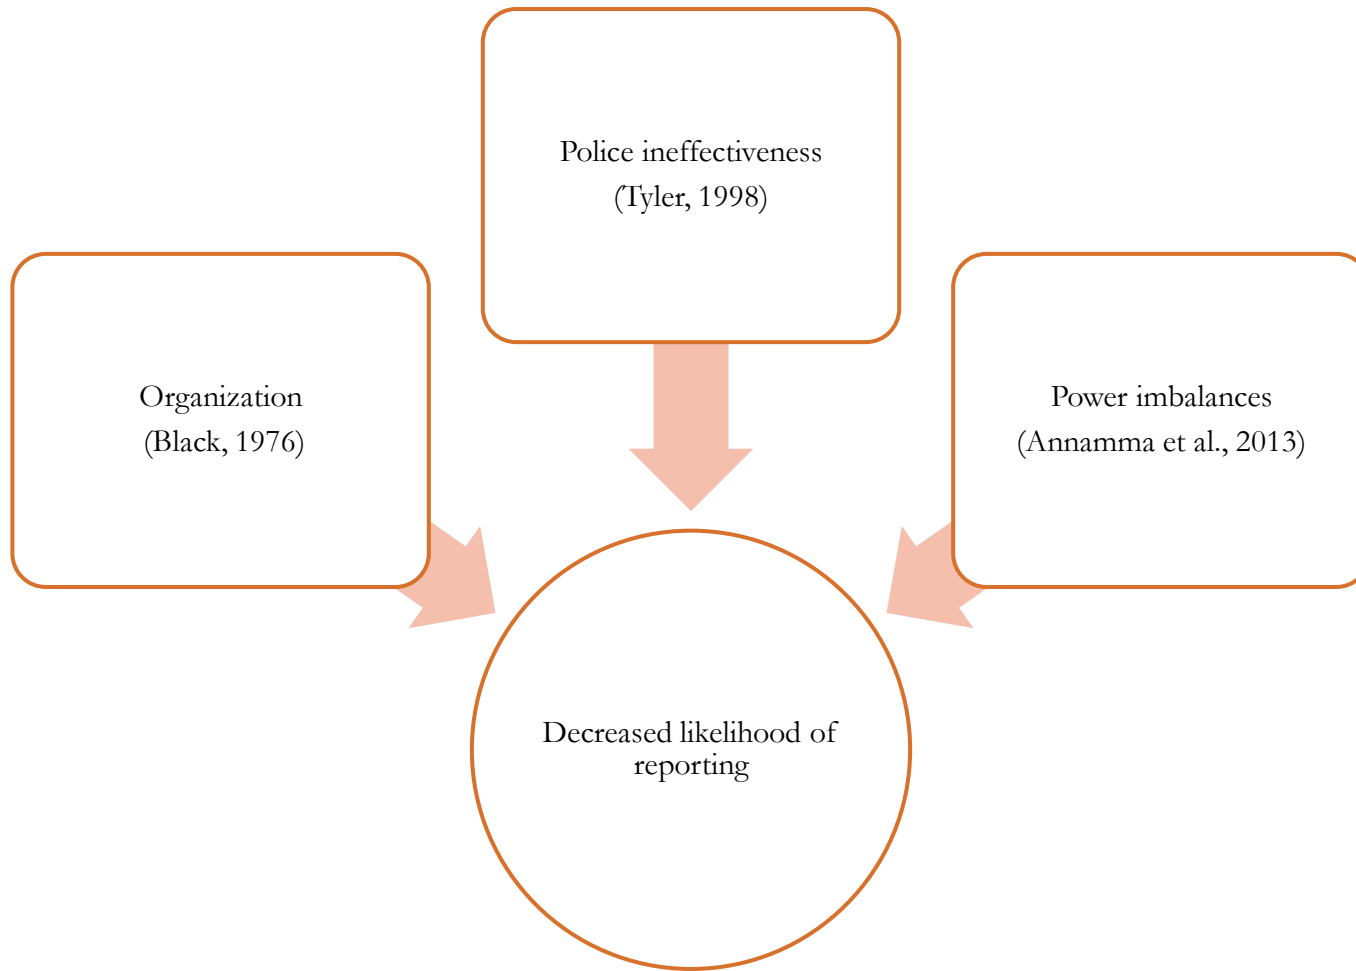 Police ineffectiveness
(Tyler, 1998)
Organization
(Black, 1976)
Power imbalances
(Annamma et al., 2013)
Decreased likelihood of
reporting